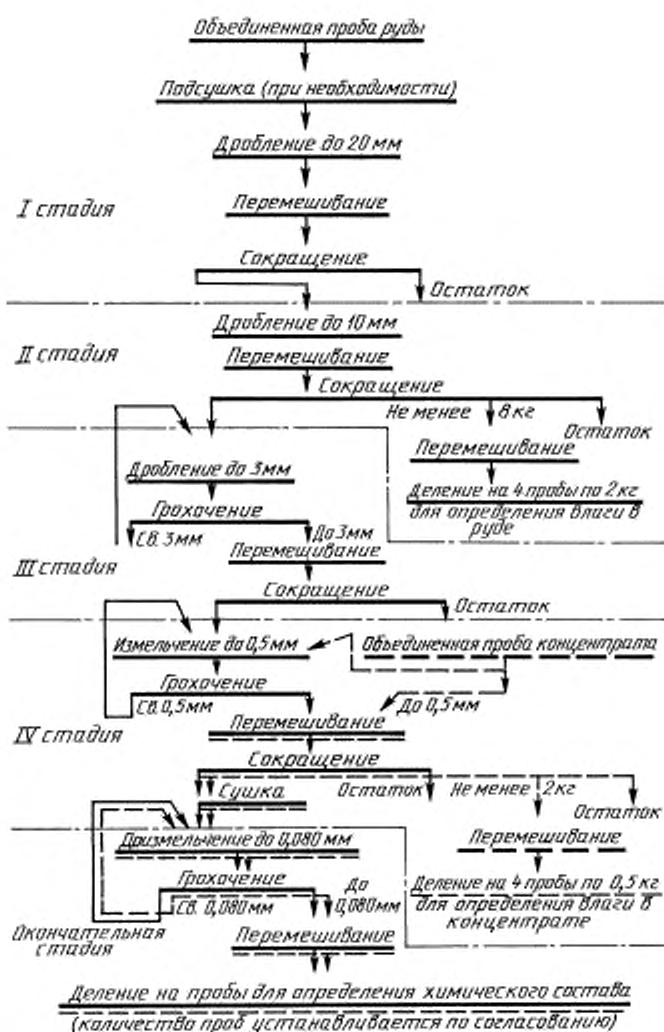 Объединенная проба руды
Подсушка (при необходимости)
Дробление до 20 мм
Перемешивание
I стадия
Сокращение
Остаток
Дробление до 10 мм
II стадия
Перемешивание
Сокращение
Не менее 8 кг
Остаток
Перемешивание
Дробление до 3 мм
Деление на 4 пробы по 2 кг
для определения влаги в
руде
Грохочение
Св. 3 мм
До 3 мм
Перемешивание
III стадия
Сокращение
Остаток
Измельчение до 0,5 мм
Объединенная проба концентрата
Грохочение
Св. 0,5 мм
До 0,5 мм
Перемешивание
IV стадия
Сокращение
Сушка
Остаток
Не менее 2 кг
Остаток
Перемешивание
Доизмельчение до 0,080 мм
Деление на 4 пробы по 0,5 кг
для определения влаги в
концентрате
Грохочение
Св. 0,080 мм
До
0,080 мм
Окончательная
стадия
Перемешивание
Деление на пробы для определения химического состава
(количество проб устанавливается по согласованию)